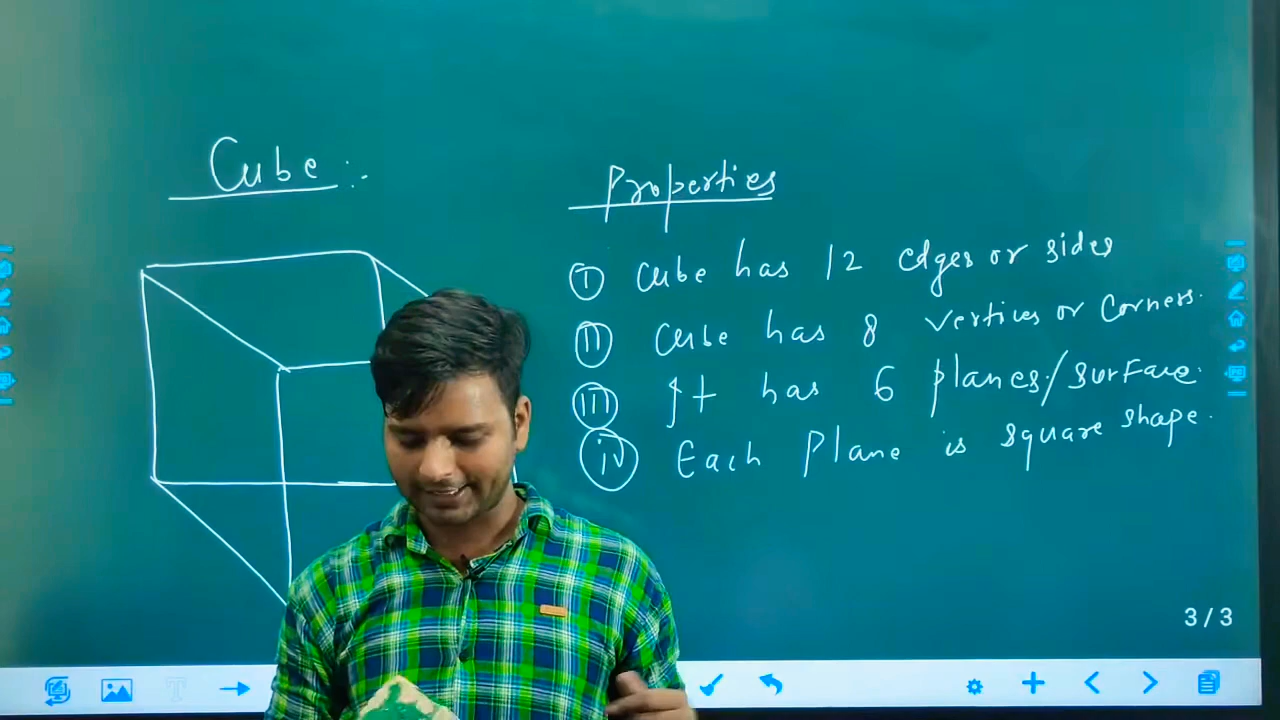 Cube :-
Properties
(I) Cube has 12 edges or sides
(II) Cube has 8 vertices or corners.
(III) It has 6 planes/surface.
(iv) Each plane is square shape.
3/3